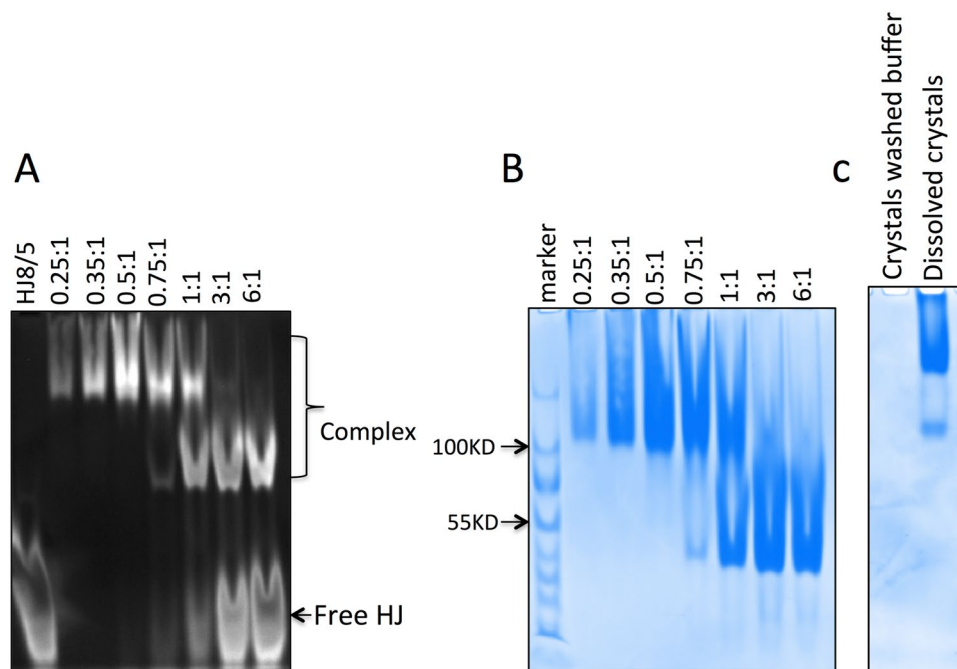 A
HJ8/5
0.25:1
0.35:1
0.5:1
0.75:1
1:1
3:1
6:1
Complex
Free HJ
B
marker
0.25:1
0.35:1
0.5:1
0.75:1
1:1
3:1
6:1
100KD
55KD
c
Crystals washed buffer
Dissolved crystals